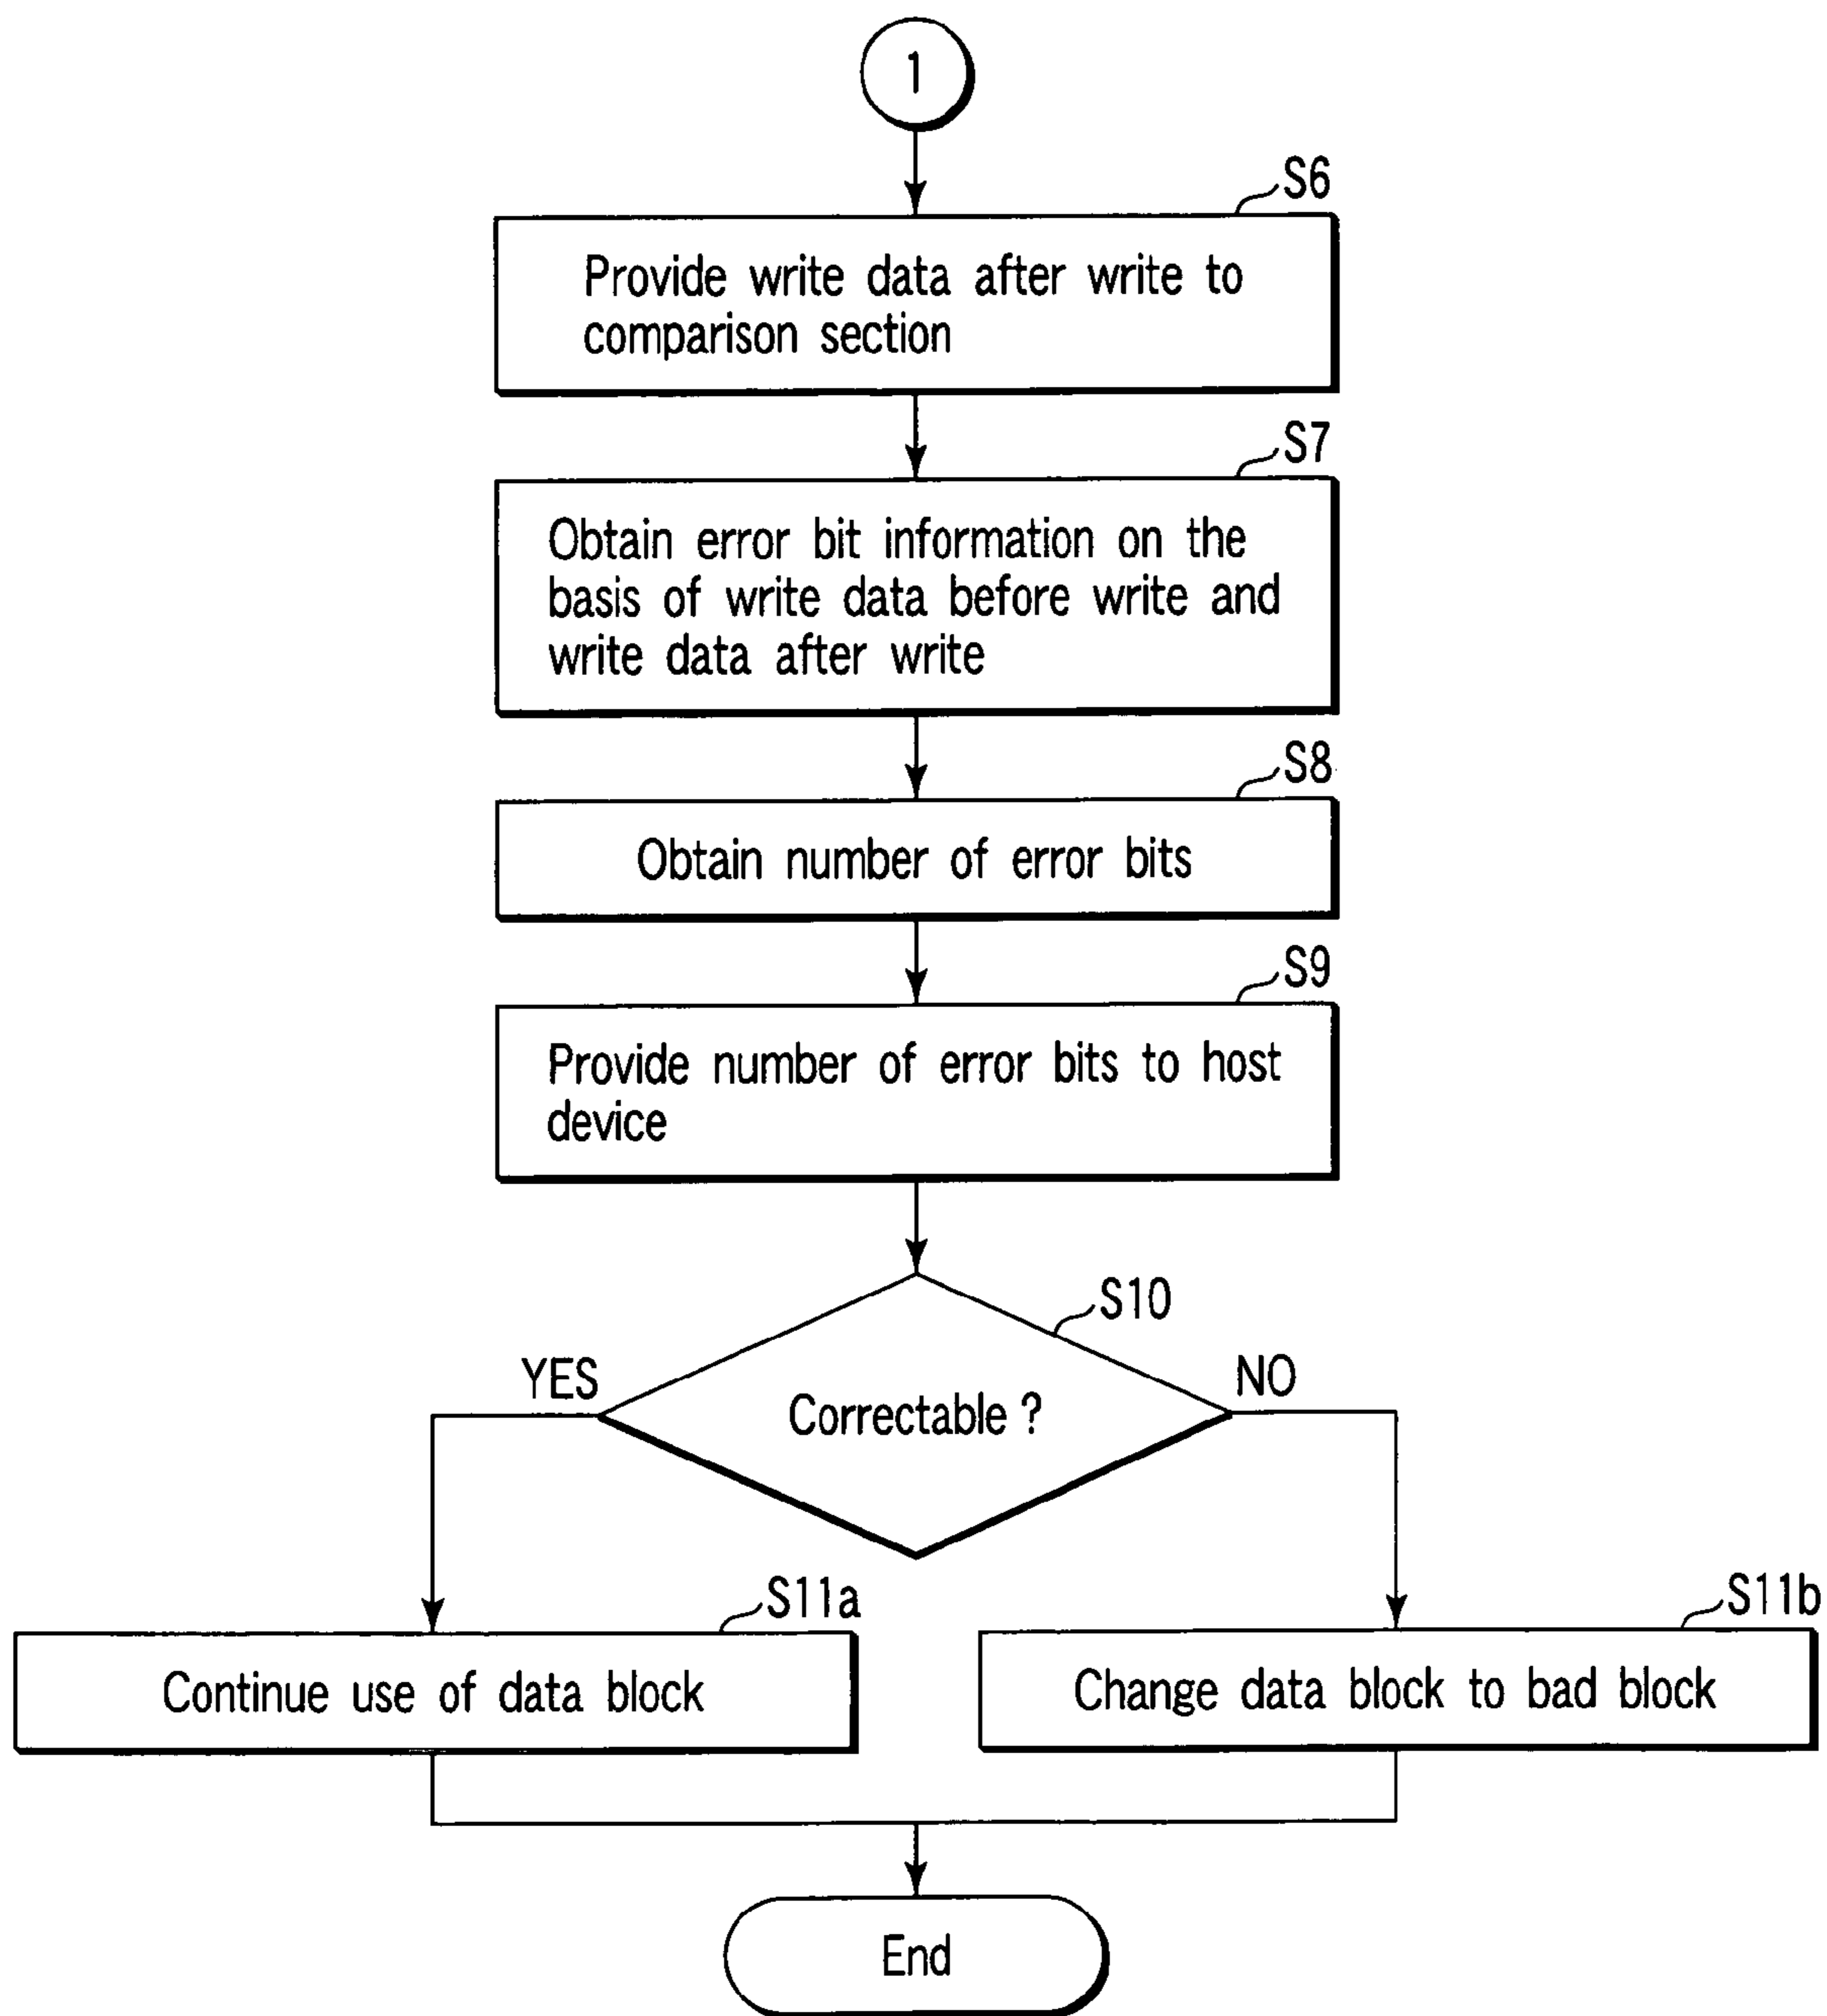 1
S6
Provide write data after write to
comparison section
S7
Obtain error bit information on the
basis of write data before write and
write data after write
S8
Obtain number of error bits
S9
Provide number of error bits to host
device
S10
YES
NO
Correctable ?
S11a
S11b
Continue use of data block
Change data block to bad block
End